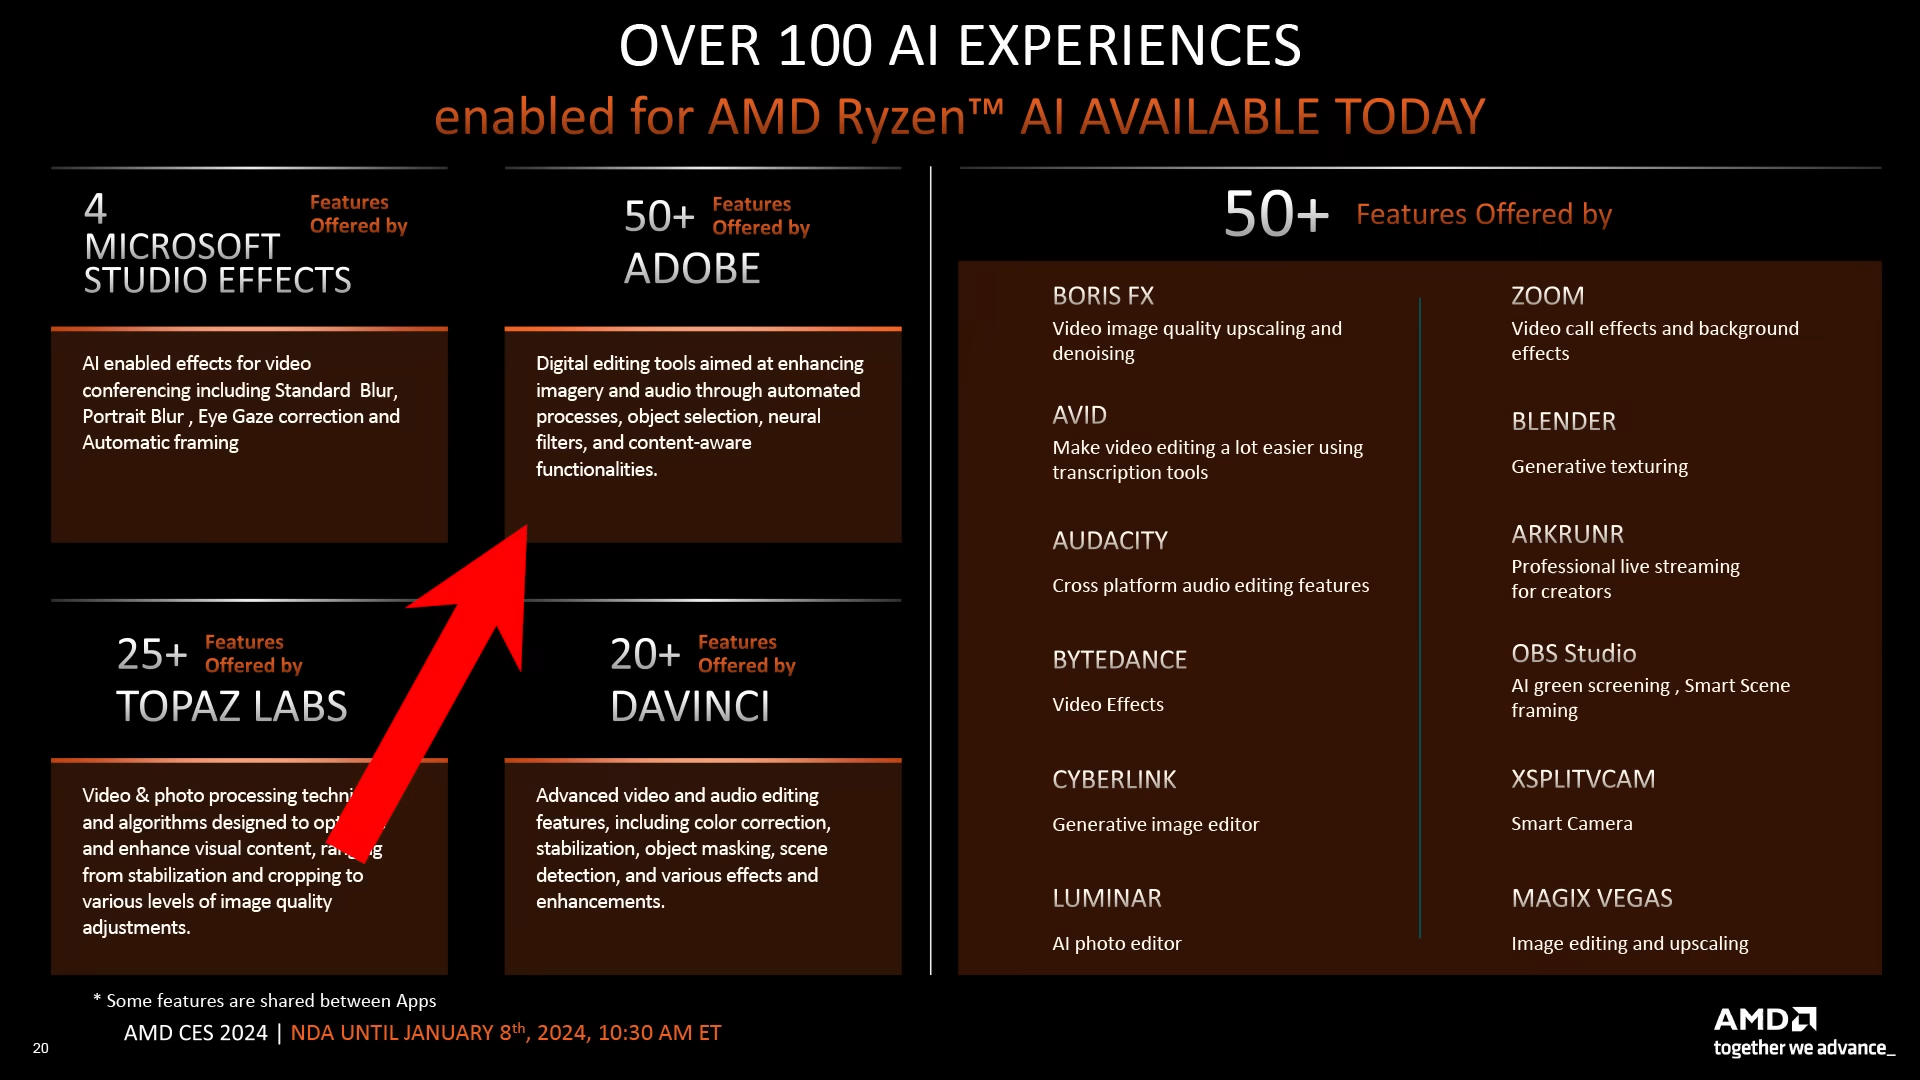 OVER 100 AI EXPERIENCES
enabled for AMD Ryzen™ AI AVAILABLE TODAY
4
MICROSOFT
STUDIO EFFECTS
Features
Offered by
AI enabled effects for video
conferencing including Standard  Blur,
Portrait Blur , Eye Gaze correction and
Automatic framing
50+
Features
Offered by
ADOBE
Digital editing tools aimed at enhancing
imagery and audio through automated
processes, object selection, neural
filters, and content-aware
functionalities.
25+
Features
Offered by
TOPAZ LABS
Video & photo processing
and algorithms designed to
and enhance visual content,
from stabilization and cropping to
various levels of image quality
adjustments.
20+
Features
Offered by
DAVINCI
Advanced video and audio editing
features, including color correction,
stabilization, object masking, scene
detection, and various effects and
enhancements.
50+ Features Offered by
BORIS FX
Video image quality upscaling and
denoising
AVID
Make video editing a lot easier using
transcription tools
AUDACITY
Cross platform audio editing features
BYTEDANCE
Video Effects
CYBERLINK
Generative image editor
LUMINAR
AI photo editor
ZOOM
Video call effects and background
effects
BLENDER
Generative texturing
ARKRUNR
Professional live streaming
for creators
OBS Studio
AI green screening , Smart Scene
framing
XSPLITVCAM
Smart Camera
MAGIX VEGAS
Image editing and upscaling
* Some features are shared between Apps
AMD CES 2024 | NDA UNTIL JANUARY 8th, 2024, 10:30 AM ET
20
AMD
together we advance_